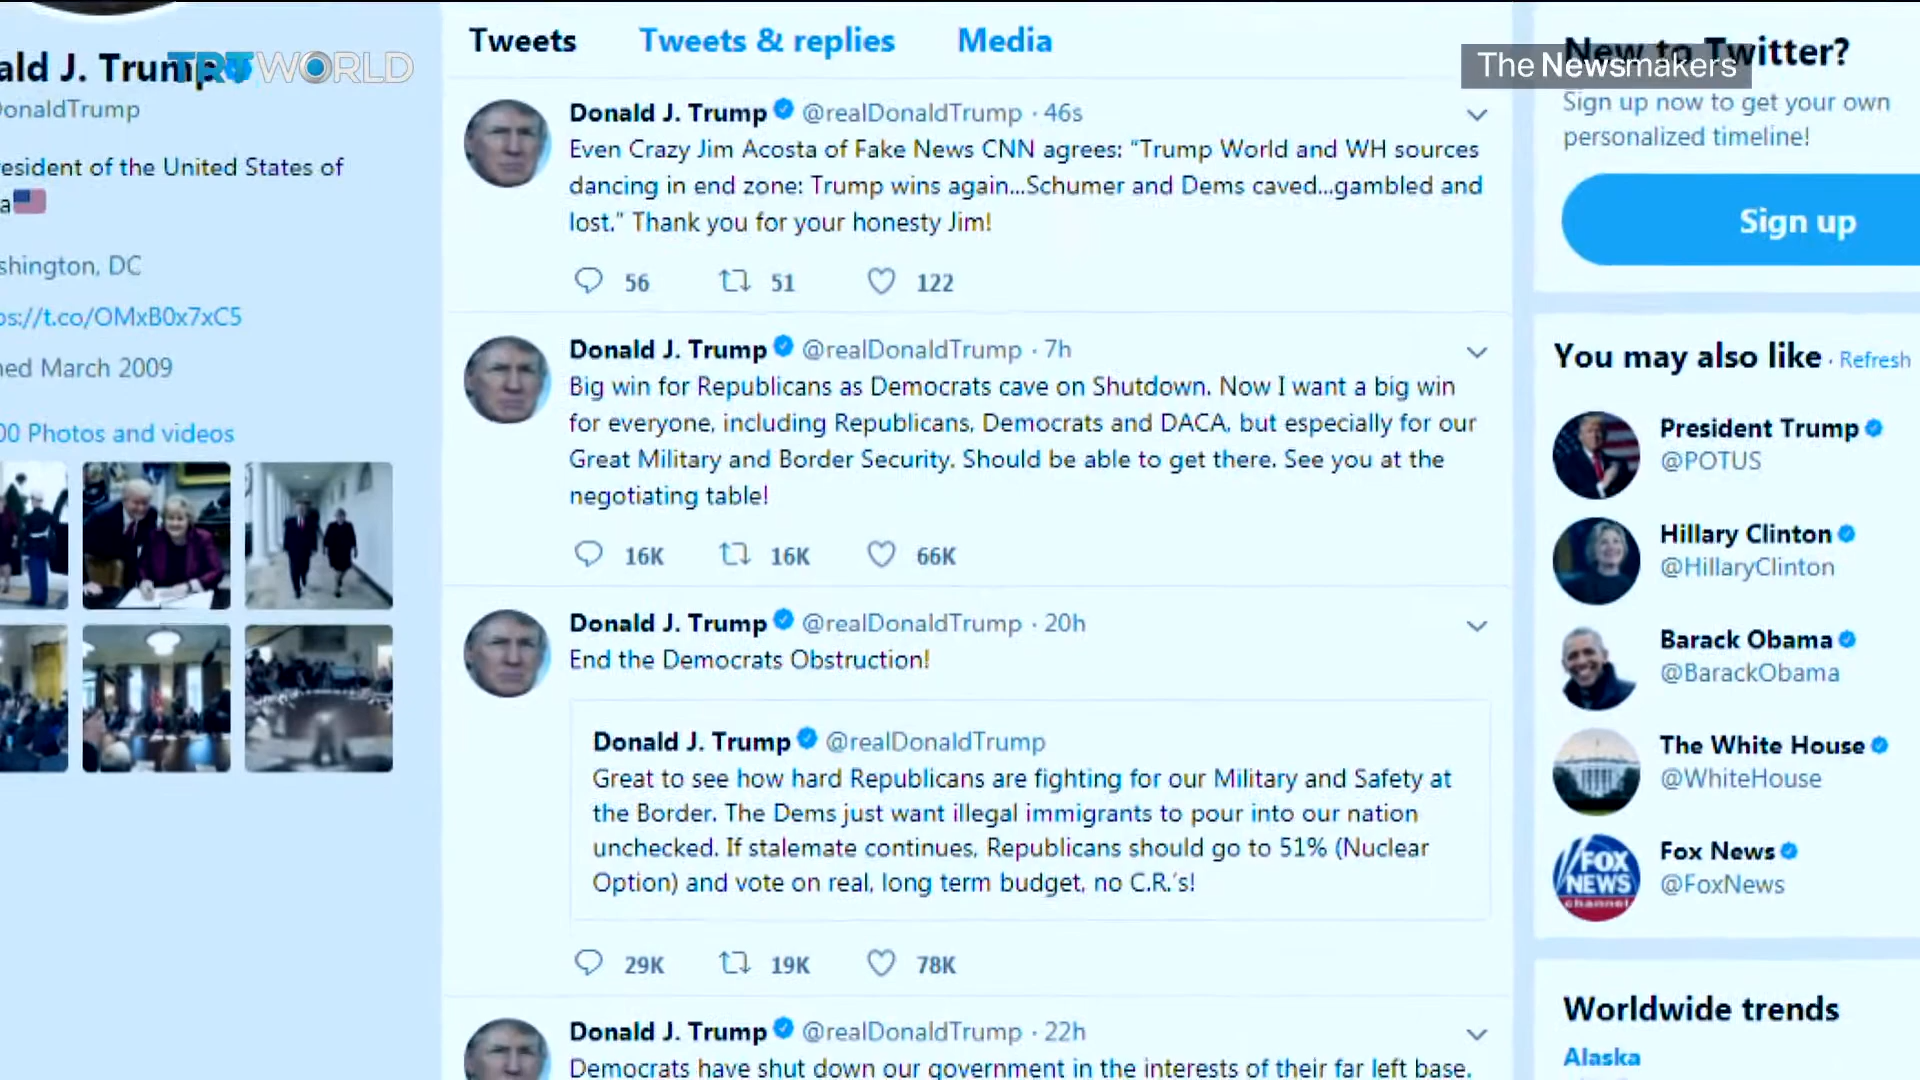 ald J. Trump
TRT WORLD
onaldTrump
esident of the United States of
a
shington, DC
ps://t.co/OMxB0x7xC5
ned March 2009
00 Photos and videos
Tweets Tweets & replies Media
Donald J. Trump @realDonaldTrump · 46s
Even Crazy Jim Acosta of Fake News CNN agrees: “Trump World and WH sources
dancing in end zone: Trump wins again...Schumer and Dems caved...gambled and
lost.” Thank you for your honesty Jim!
56 51 122
Donald J. Trump @realDonaldTrump · 7h
Big win for Republicans as Democrats cave on Shutdown. Now I want a big win
for everyone, including Republicans, Democrats and DACA, but especially for our
Great Military and Border Security. Should be able to get there. See you at the
negotiating table!
16K 16K 66K
Donald J. Trump @realDonaldTrump · 20h
End the Democrats Obstruction!
Donald J. Trump @realDonaldTrump
Great to see how hard Republicans are fighting for our Military and Safety at
the Border. The Dems just want illegal immigrants to pour into our nation
unchecked. If stalemate continues, Republicans should go to 51% (Nuclear
Option) and vote on real, long term budget, no C.R.'s!
29K 19K 78K
Donald J. Trump @realDonaldTrump · 22h
Democrats have shut down our government in the interests of their far left base.
New to Twitter?
The Newsmakers
Sign up now to get your own
personalized timeline!
Sign up
You may also like · Refresh
President Trump
@POTUS
Hillary Clinton
@HillaryClinton
Barack Obama
@BarackObama
The White House
@WhiteHouse
FOX
NEWS
channel
Fox News
@FoxNews
Worldwide trends
Alaska